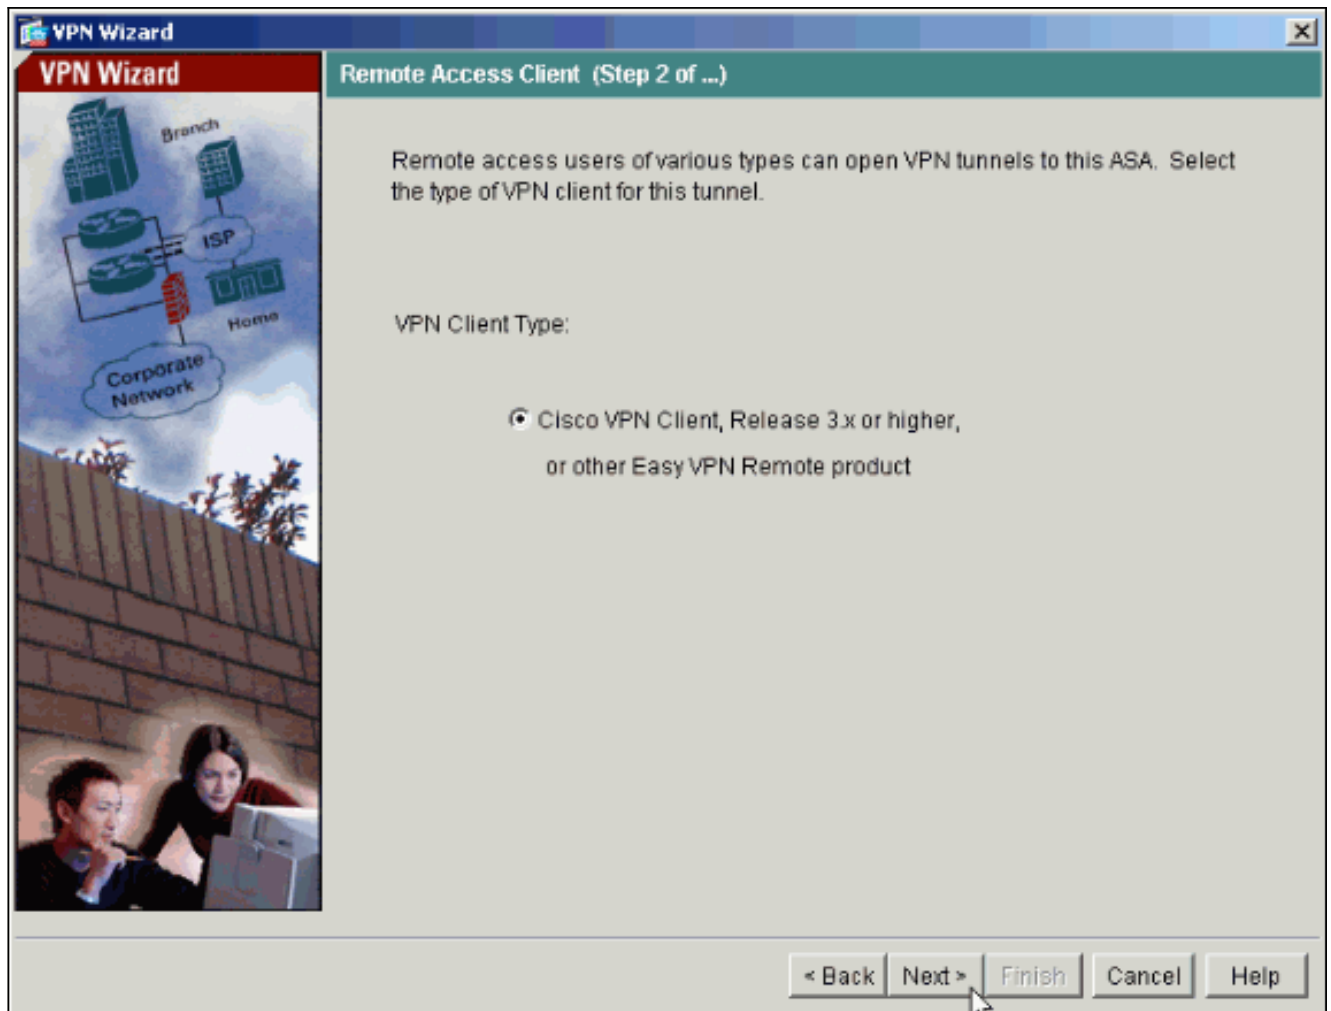 VPN Wizard
VPN Wizard
Remote Access Client (Step 2 of ...)
Branch
ISP
Home
Corporate
Network
Remote access users of various types can open VPN tunnels to this ASA. Select
the type of VPN client for this tunnel.
VPN Client Type:
Cisco VPN Client, Release 3.x or higher,
or other Easy VPN Remote product
< Back
Next >
Finish
Cancel
Help